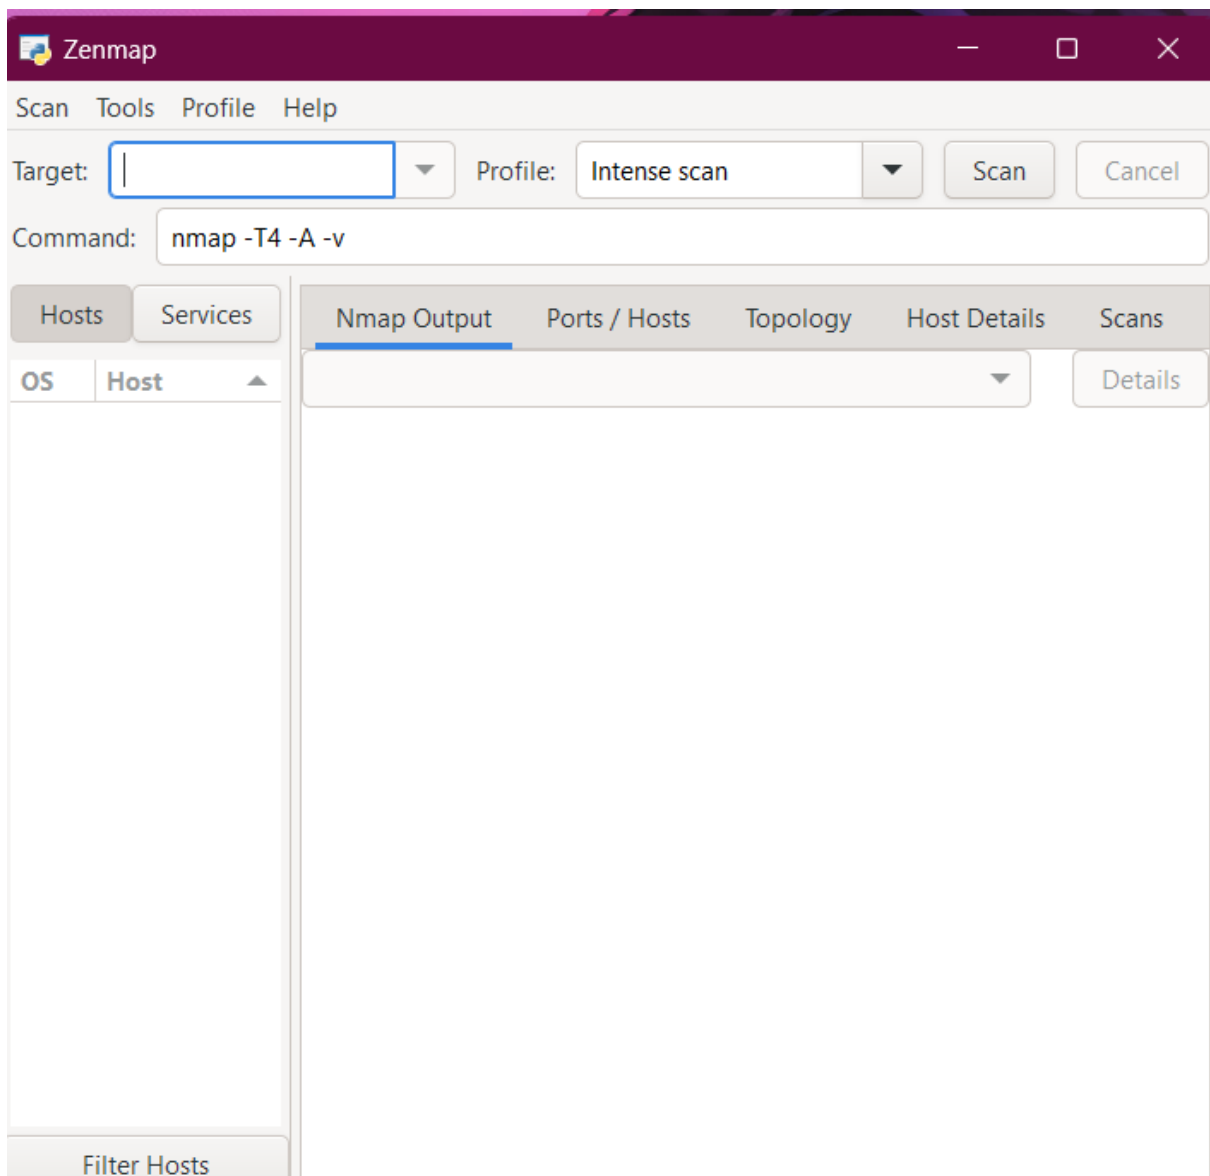 Zenmap
Scan Tools Profile Help
Target: Profile: Intense scan Scan Cancel
Command: nmap -T4 -A -v
Hosts Services Nmap Output Ports / Hosts Topology Host Details Scans
OS Host Details
Filter Hosts